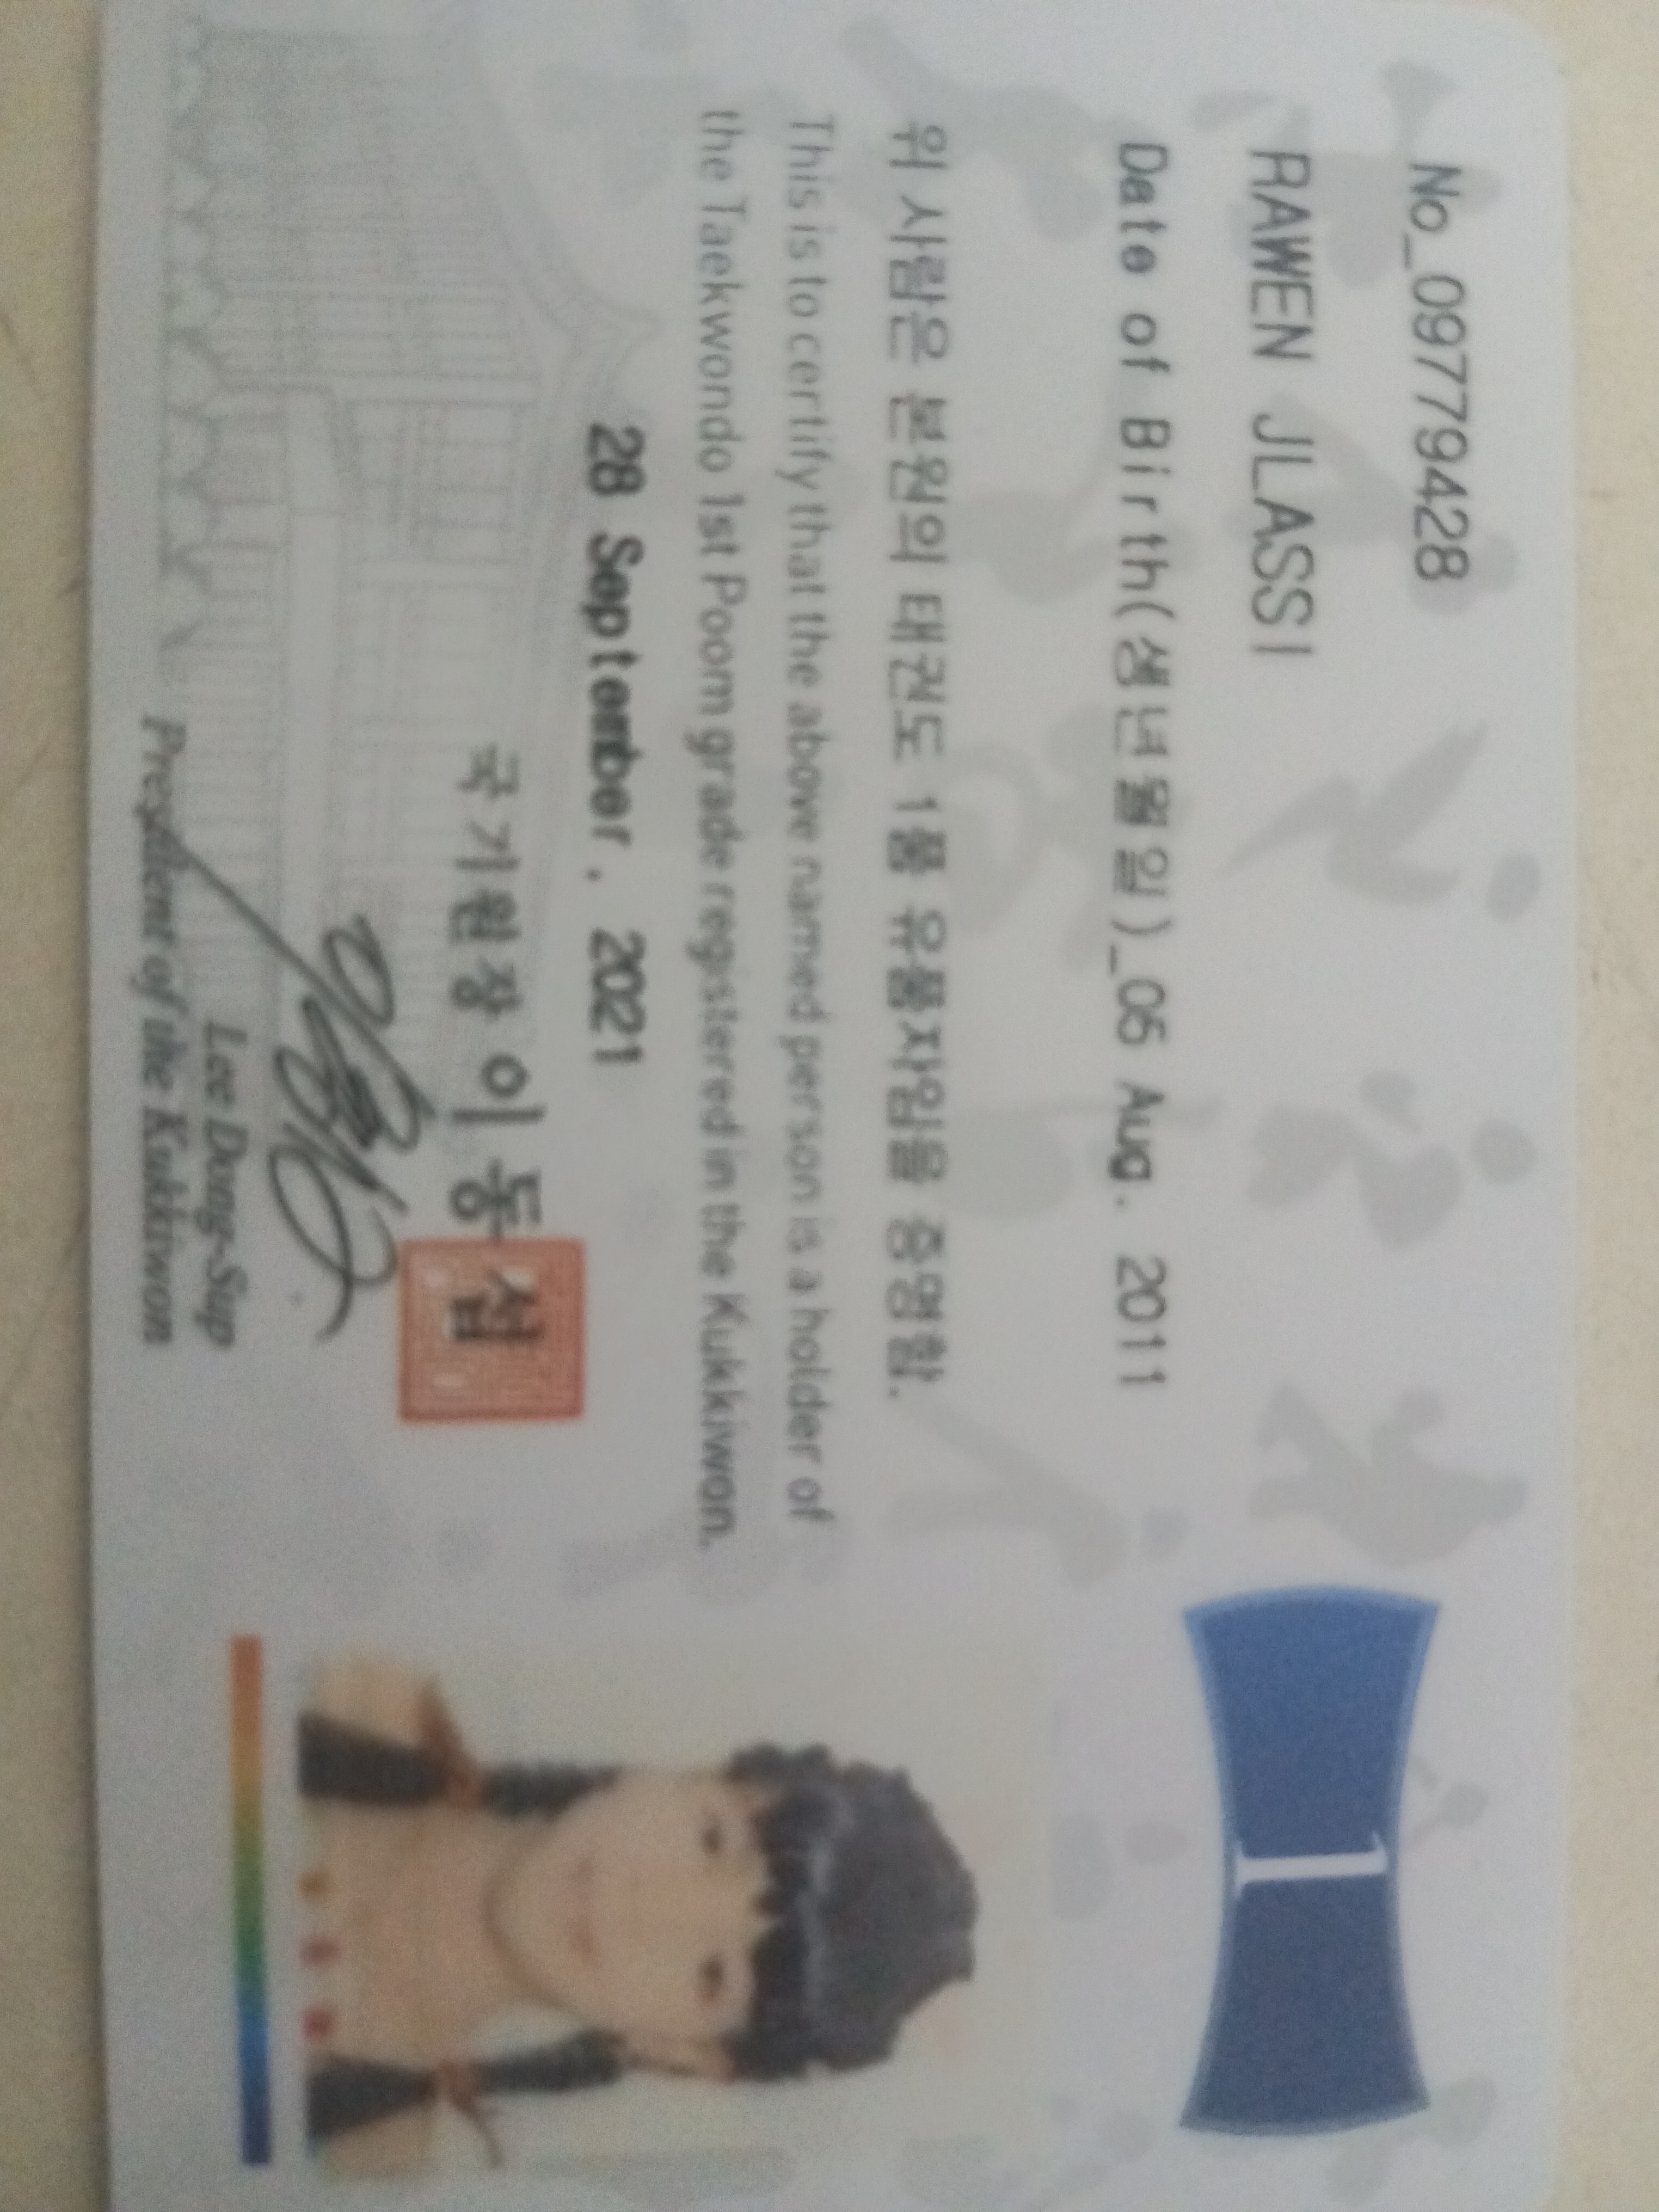 No_09779428
RAWEN JLASSI
Date of Birth(생년월일)_05 Aug. 2011
위 사람은 본원의 태권도 1품 유품자임을 증명함.
This is to certify that the above named person is a holder of
the Taekwondo 1st Poom grade registered in the Kukkiwon.
28 September. 2021
국기원장 이동섭
Lee Dong-Sup
President of the Kukkiwon
I